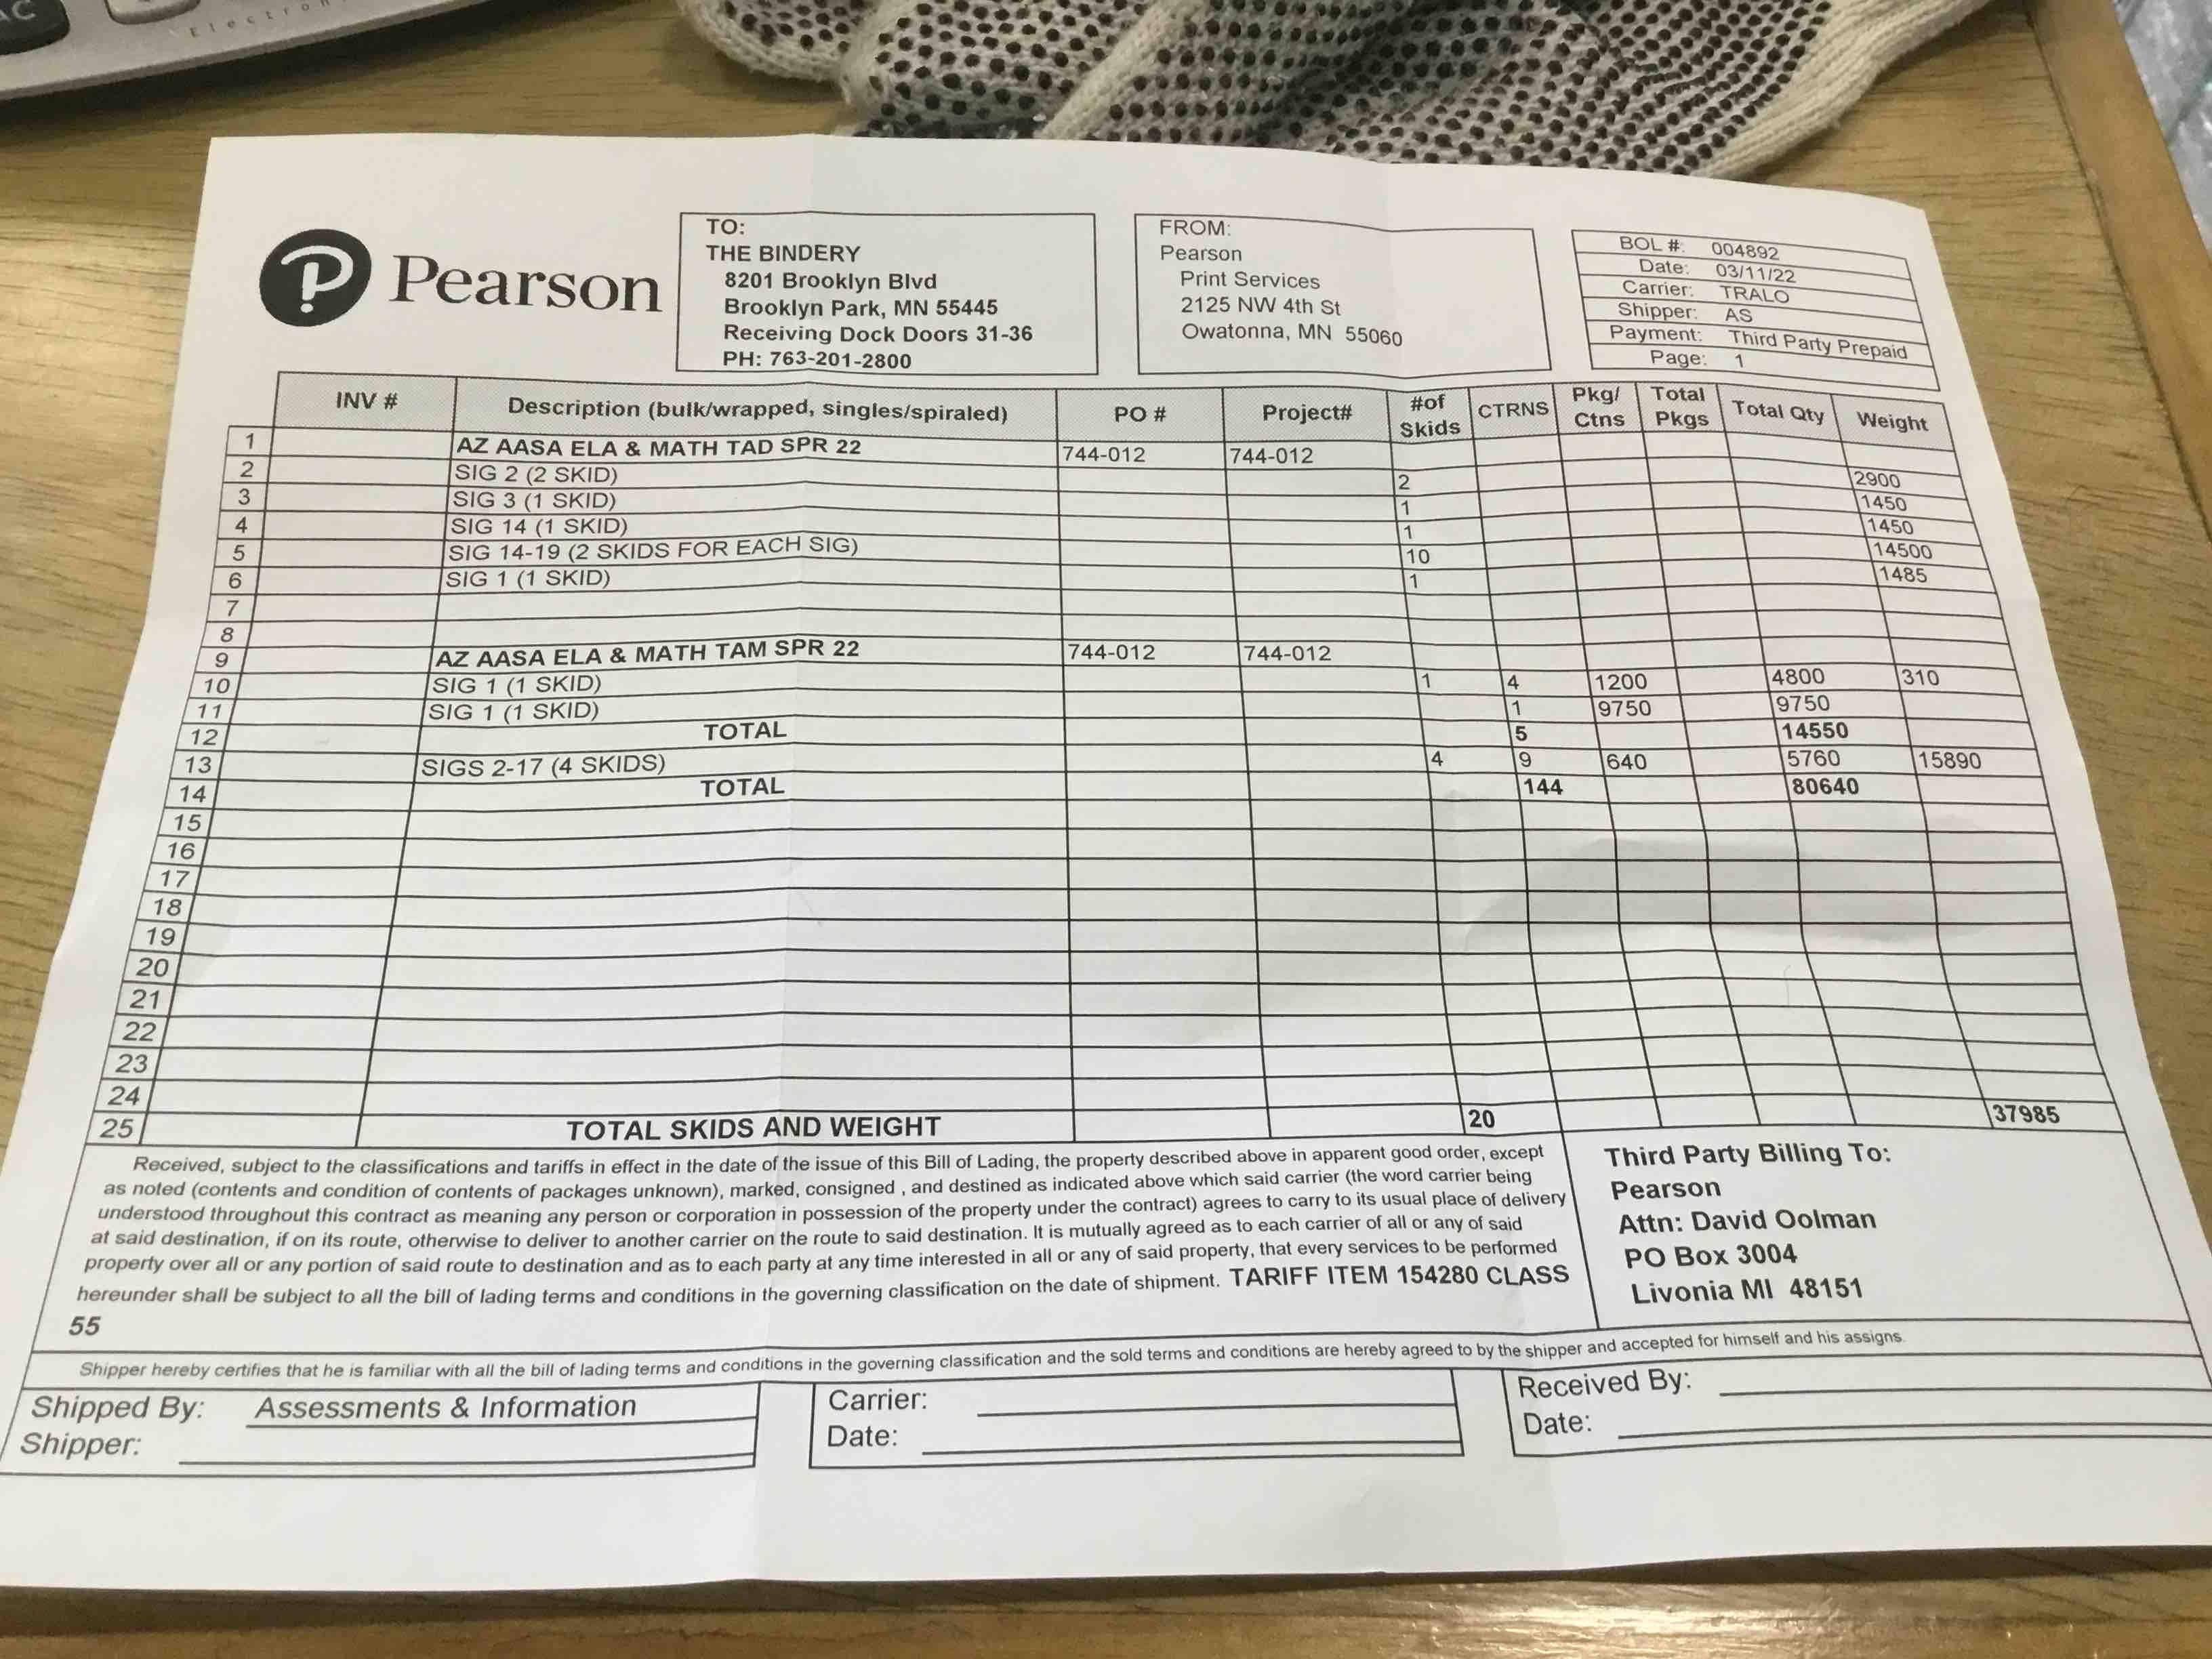 AC
Electron
Pearson
TO:
THE BINDERY
8201 Brooklyn Blvd
Brooklyn Park, MN 55445
Receiving Dock Doors 31-36
PH: 763-201-2800
FROM:
Pearson
Print Services
2125 NW 4th St
Owatonna, MN 55060
BOL #: 004892
Date: 03/11/22
Carrier: TRALO
Shipper: AS
Payment: Third Party Prepaid
Page: 1
INV # Description (bulk/wrapped, singles/spiraled) PO # Project# #of Skids CTRNS Pkg/ Ctns Total Pkgs Total Qty Weight
1 AZ AASA ELA & MATH TAD SPR 22 744-012 744-012
2 SIG 2 (2 SKID) 2 2900
3 SIG 3 (1 SKID) 1 1450
4 SIG 14 (1 SKID) 1 1450
5 SIG 14-19 (2 SKIDS FOR EACH SIG) 10 14500
6 SIG 1 (1 SKID) 1 1485
7
8
9 AZ AASA ELA & MATH TAM SPR 22 744-012 744-012
10 SIG 1 (1 SKID) 1 4 1200 4800 310
11 SIG 1 (1 SKID) 1 9750 9750
12 TOTAL 5 14550
13 SIGS 2-17 (4 SKIDS) 4 9 640 5760 15890
14 TOTAL 144 80640
15
16
17
18
19
20
21
22
23
24
25 TOTAL SKIDS AND WEIGHT 20 37985
Received, subject to the classifications and tariffs in effect in the date of the issue of this Bill of Lading, the property described above in apparent good order, except
as noted (contents and condition of contents of packages unknown), marked, consigned , and destined as indicated above which said carrier (the word carrier being
understood throughout this contract as meaning any person or corporation in possession of the property under the contract) agrees to carry to its usual place of delivery
at said destination, if on its route, otherwise to deliver to another carrier on the route to said destination. It is mutually agreed as to each carrier of all or any of said
property over all or any portion of said route to destination and as to each party at any time interested in all or any of said property, that every services to be performed
hereunder shall be subject to all the bill of lading terms and conditions in the governing classification on the date of shipment. TARIFF ITEM 154280 CLASS
55
Third Party Billing To:
Pearson
Attn: David Oolman
PO Box 3004
Livonia MI 48151
Shipper hereby certifies that he is familiar with all the bill of lading terms and conditions in the governing classification and the sold terms and conditions are hereby agreed to by the shipper and accepted for himself and his assigns.
Shipped By: Assessments & Information
Shipper:
Carrier:
Date:
Received By:
Date: